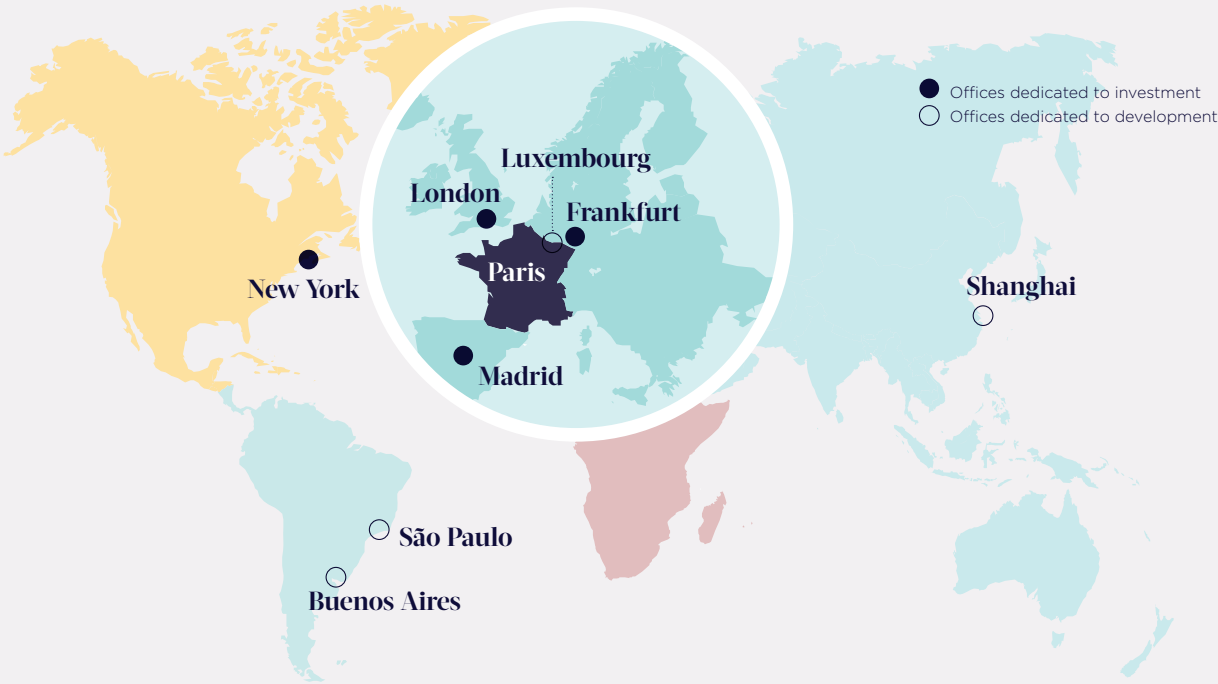 Offices dedicated to investment
Offices dedicated to development
Luxembourg
London
Frankfurt
Paris
New York
Shanghai
Madrid
São Paulo
Buenos Aires